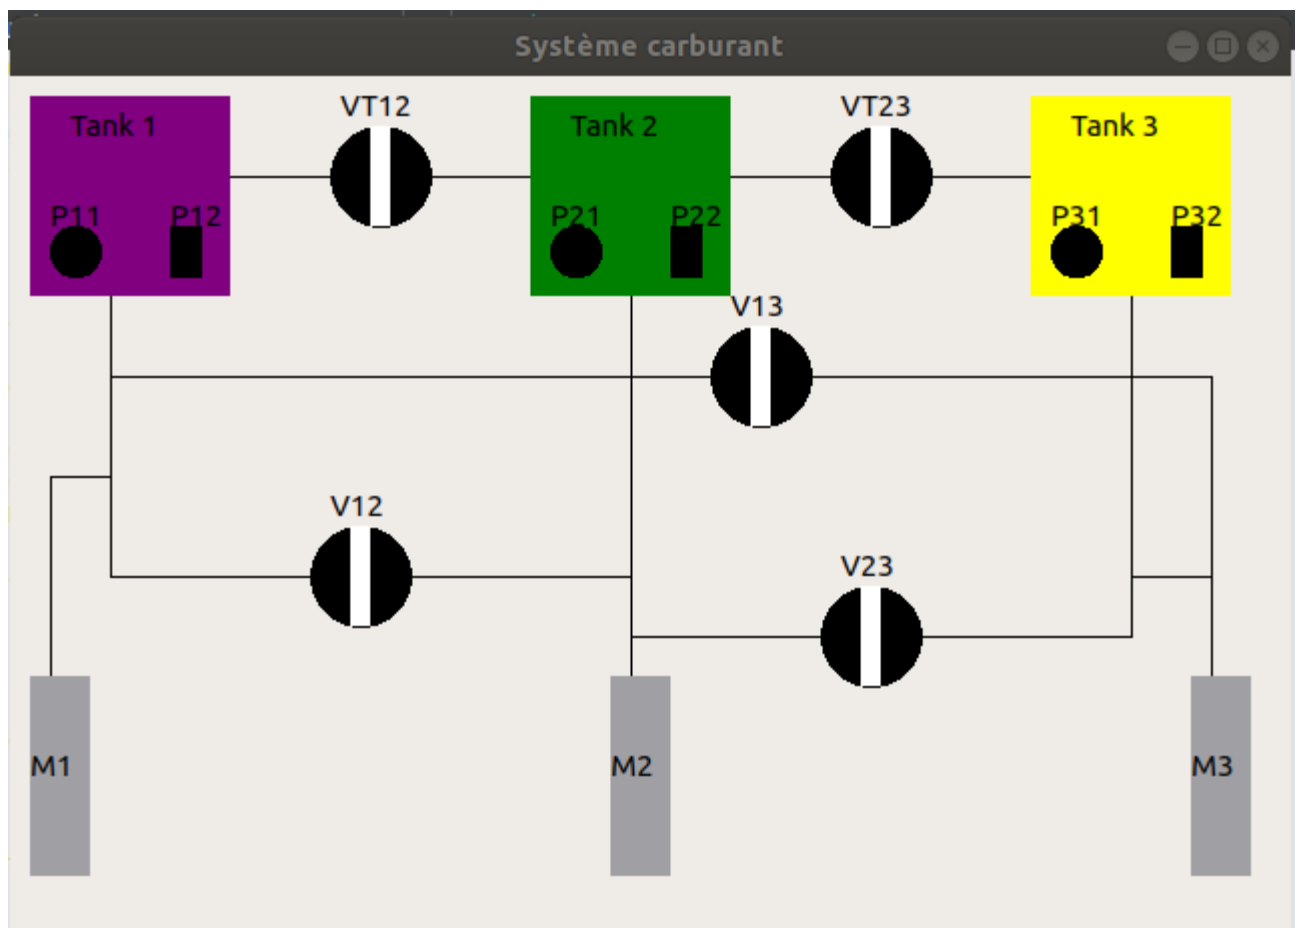 Système carburant
VT12
VT23
Tank 1
Tank 2
Tank 3
P11
P12
P21
P22
P31
P32
V13
V12
V23
M1
M2
M3